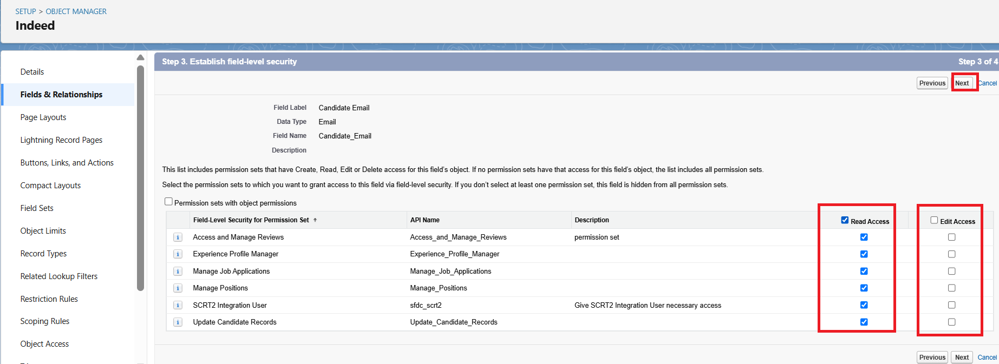 SETUP > OBJECT MANAGER
Indeed
Details
Fields & Relationships
Page Layouts
Lightning Record Pages
Buttons, Links, and Actions
Compact Layouts
Field Sets
Object Limits
Record Types
Related Lookup Filters
Restriction Rules
Scoping Rules
Object Access
Step 3. Establish field-level security Step 3 of 4
Previous Next Cancel
Field Label Candidate Email
Data Type Email
Field Name Candidate_Email
Description
This list includes permission sets that have Create, Read, Edit or Delete access for this field's object. If no permission sets have that access for this field's object, the list includes all permission sets.
Select the permission sets to which you want to grant access to this field via field-level security. If you don't select at least one permission set, this field is hidden from all permission sets.
Permission sets with object permissions
Field-Level Security for Permission Set ↑ API Name Description Read Access Edit Access
Access and Manage Reviews Access_and_Manage_Reviews permission set
Experience Profile Manager Experience_Profile_Manager
Manage Job Applications Manage_Job_Applications
Manage Positions Manage_Positions
SCRT2 Integration User sfdc_scrt2 Give SCRT2 Integration User necessary access
Update Candidate Records Update_Candidate_Records
Previous Next Cancel